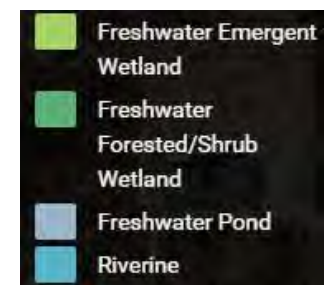 Freshwater Emergent
Wetland
Freshwater
Forested/Shrub
Wetland
Freshwater Pond
Riverine